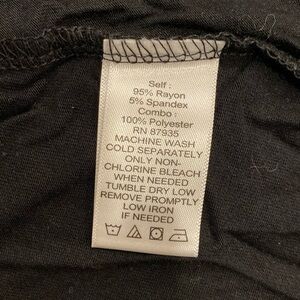 Self :
95% Rayon
5% Spandex
Combo :
100% Polyester
RN 87935
MACHINE WASH
COLD SEPARATELY
ONLY NON-
CHLORINE BLEACH
WHEN NEEDED
TUMBLE DRY LOW
REMOVE PROMPTLY
LOW IRON
IF NEEDED